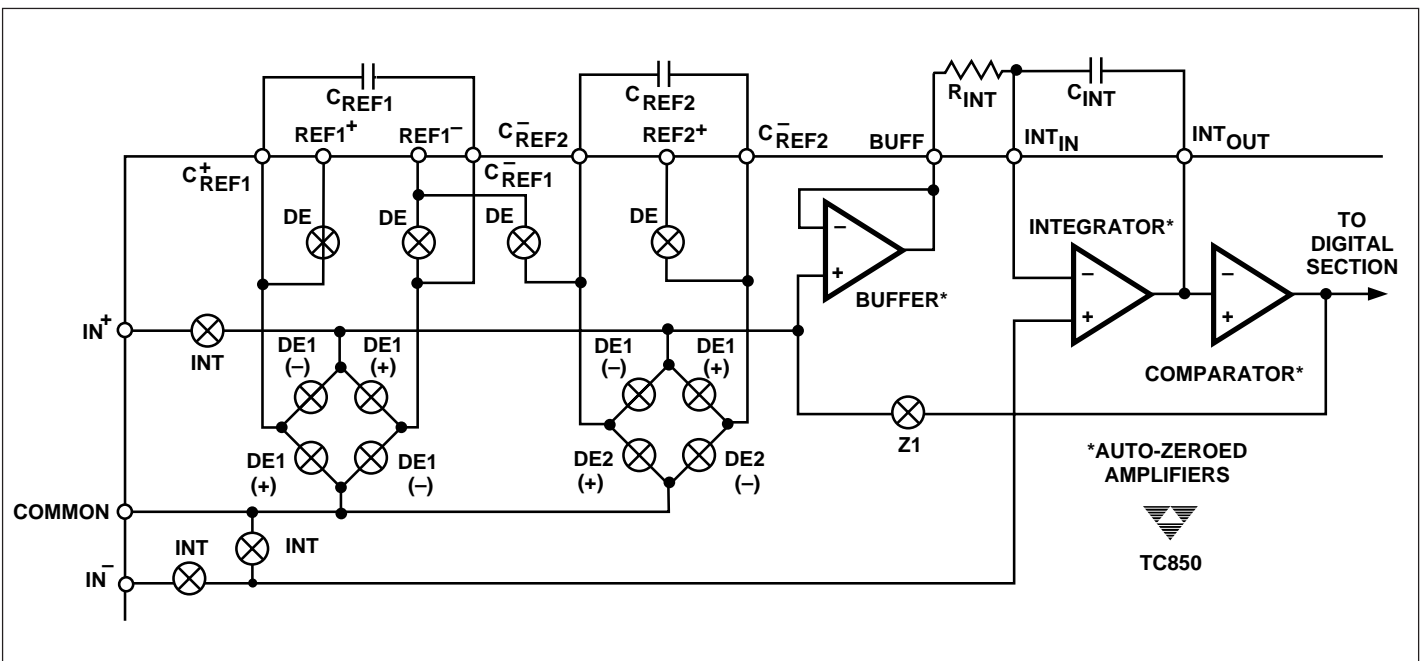 C_REF1
C_REF2
R_INT
C_INT
REF1+
REF1−
C−REF2
REF2+
C−REF2
BUFF
INT_IN
INT_OUT
C+REF1
C−REF1
DE
DE
DE
DE
−
+
BUFFER*
INTEGRATOR*
−
+
−
+
COMPARATOR*
TO
DIGITAL
SECTION
IN+
INT
DE1
(−)
DE1
(+)
DE1
(+)
DE1
(−)
DE1
(−)
DE1
(+)
DE2
(+)
DE2
(−)
Z1
*AUTO-ZEROED
AMPLIFIERS
TC850
COMMON
INT
INT
IN−